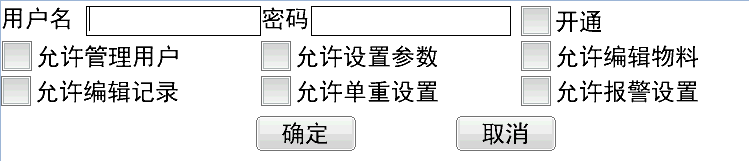 用户名 密码 开通
允许管理用户 允许设置参数 允许编辑物料
允许编辑记录 允许单重设置 允许报警设置
确定 取消